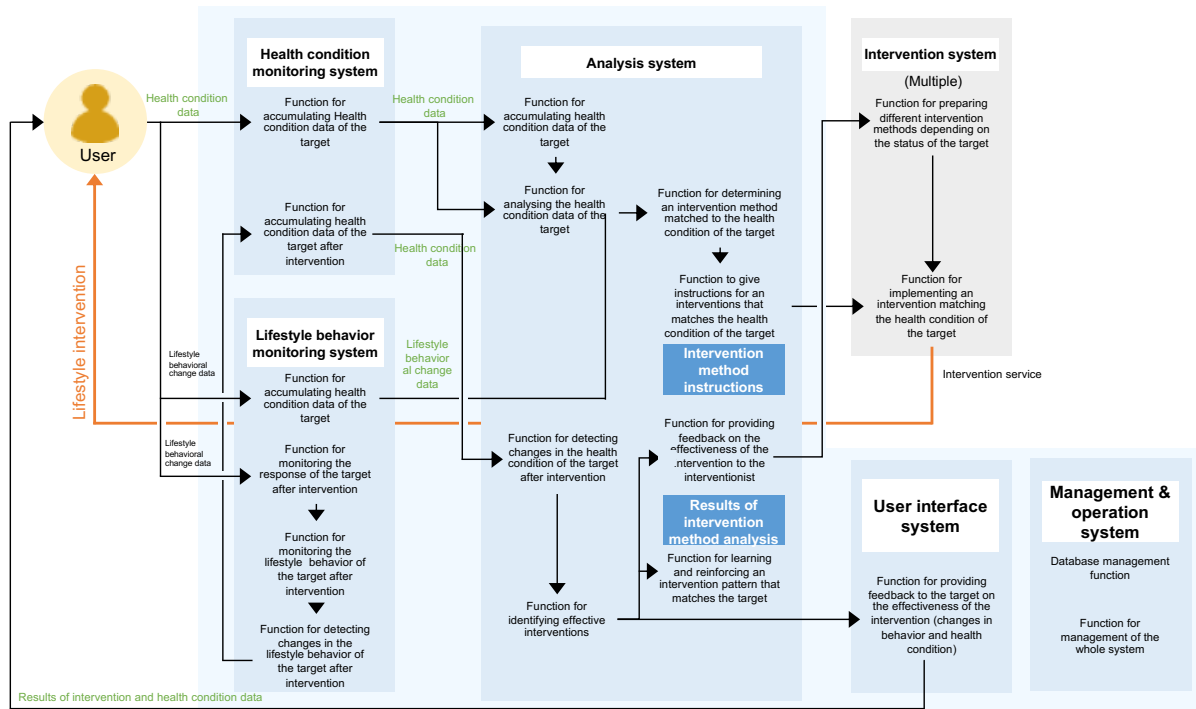 User
Lifestyle intervention
Health condition
data
Lifestyle
behavioral
change data
Lifestyle
behavioral
change data
Health condition
monitoring system
Function for
accumulating Health
condition data of the
target
Function for
accumulating health
condition data of the
target after
intervention
Lifestyle behavior
monitoring system
Function for
accumulating health
condition data of the
target
Function for
monitoring the
response of the target
after intervention
Function for
monitoring the
lifestyle behavior of
the target after
intervention
Function for detecting
changes in the
lifestyle behavior of
the target after
intervention
Health condition
data
Health condition
data
Lifestyle
behavior
al change
data
Analysis system
Function for
accumulating health
condition data of the
target
Function for
analysing the health
condition data of the
target
Function for determining
an intervention method
matched to the health
condition of the target
Function to give
instructions for an
interventions that
matches the health
condition of the target
Intervention
method
instructions
Function for detecting
changes in the health
condition of the target
after intervention
Function for providing
feedback on the
effectiveness of the
intervention to the
interventionist
Results of
intervention
method analysis
Function for learning
and reinforcing an
intervention pattern that
matches the target
Function for
identifying effective
interventions
Intervention system
(Multiple)
Function for preparing
different intervention
methods depending on
the status of the target
Function for
implementing an
intervention matching
the health condition of
the target
Intervention service
User interface
system
Function for providing
feedback to the target on
the effectiveness of the
intervention (changes in
behavior and health
condition)
Management &
operation
system
Database management
function
Function for
management of the
whole system
Results of intervention and health condition data